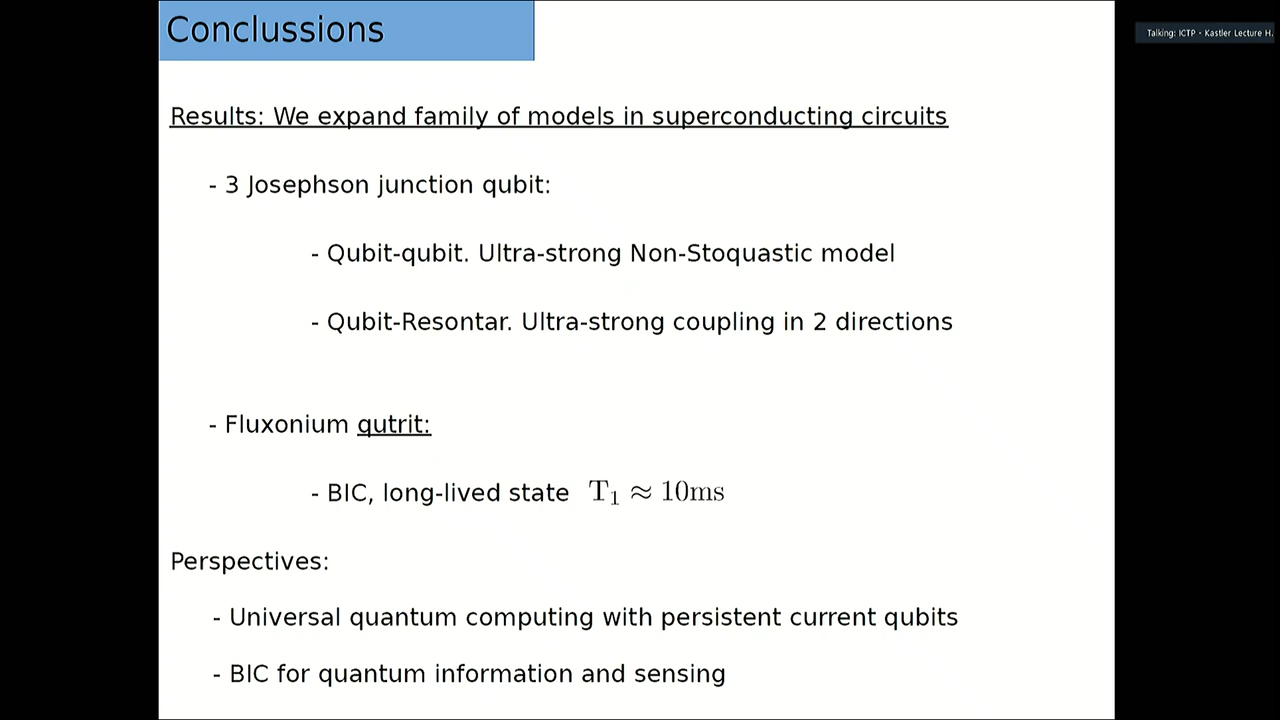 Conclussions
Talking: ICTP - Kastler Lecture H.
Results: We expand family of models in superconducting circuits
- 3 Josephson junction qubit:
- Qubit-qubit. Ultra-strong Non-Stoquastic model
- Qubit-Resontar. Ultra-strong coupling in 2 directions
- Fluxonium qutrit:
- BIC, long-lived state T₁ ≈ 10ms
Perspectives:
- Universal quantum computing with persistent current qubits
- BIC for quantum information and sensing